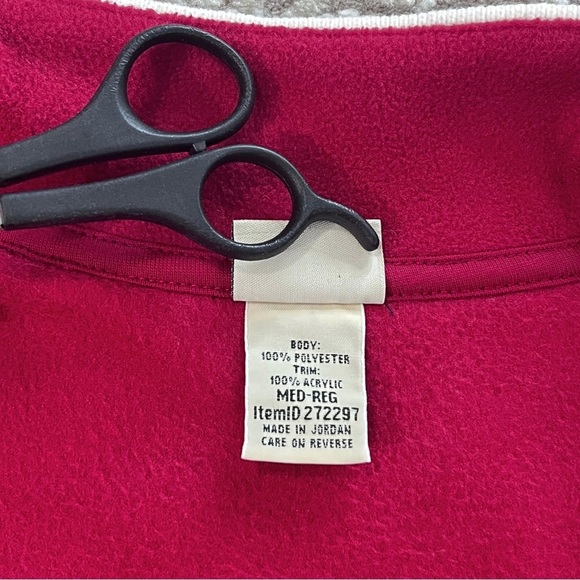 BODY:
100% POLYESTER
TRIM:
100% ACRYLIC
MED-REG
ItemID 272297
MADE IN JORDAN
CARE ON REVERSE